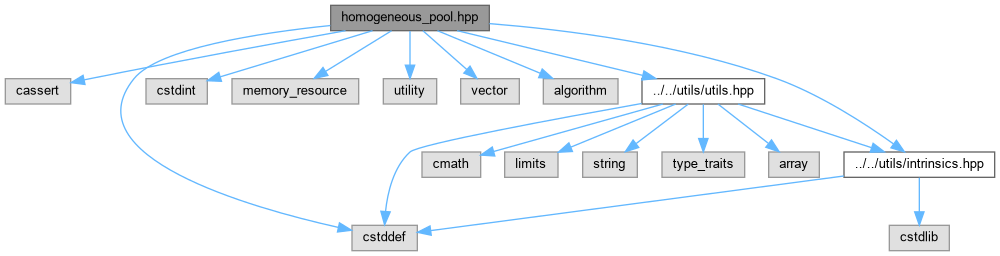 homogeneous_pool.hpp
cassert
cstdint
memory_resource
utility
vector
algorithm
../../utils/utils.hpp
cmath
limits
string
type_traits
array
../../utils/intrinsics.hpp
cstddef
cstdlib